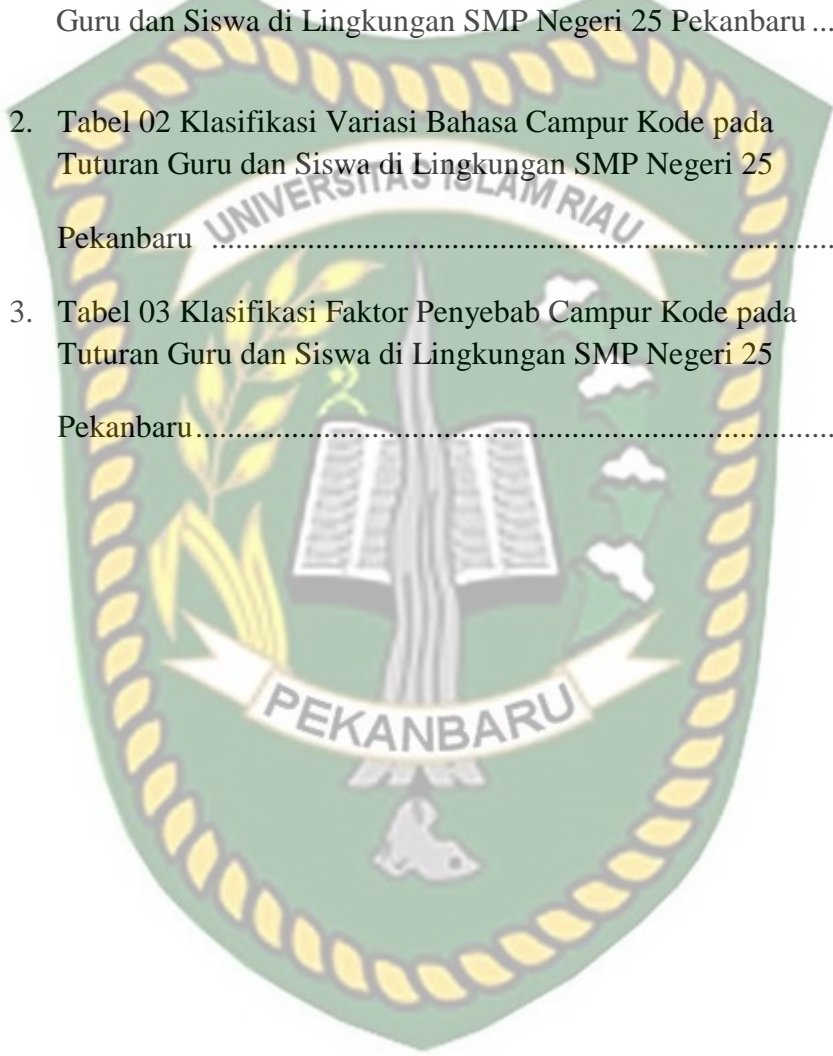 Guru dan Siswa di Lingkungan SMP Negeri 25 Pekanbaru ...
2. Tabel 02 Klasifikasi Variasi Bahasa Campur Kode pada
Tuturan Guru dan Siswa di Lingkungan SMP Negeri 25
UNIVERSITAS ISLAM RIAU
Pekanbaru ........................................................................
3. Tabel 03 Klasifikasi Faktor Penyebab Campur Kode pada
Tuturan Guru dan Siswa di Lingkungan SMP Negeri 25
Pekanbaru..........................................................................
PEKANBARU